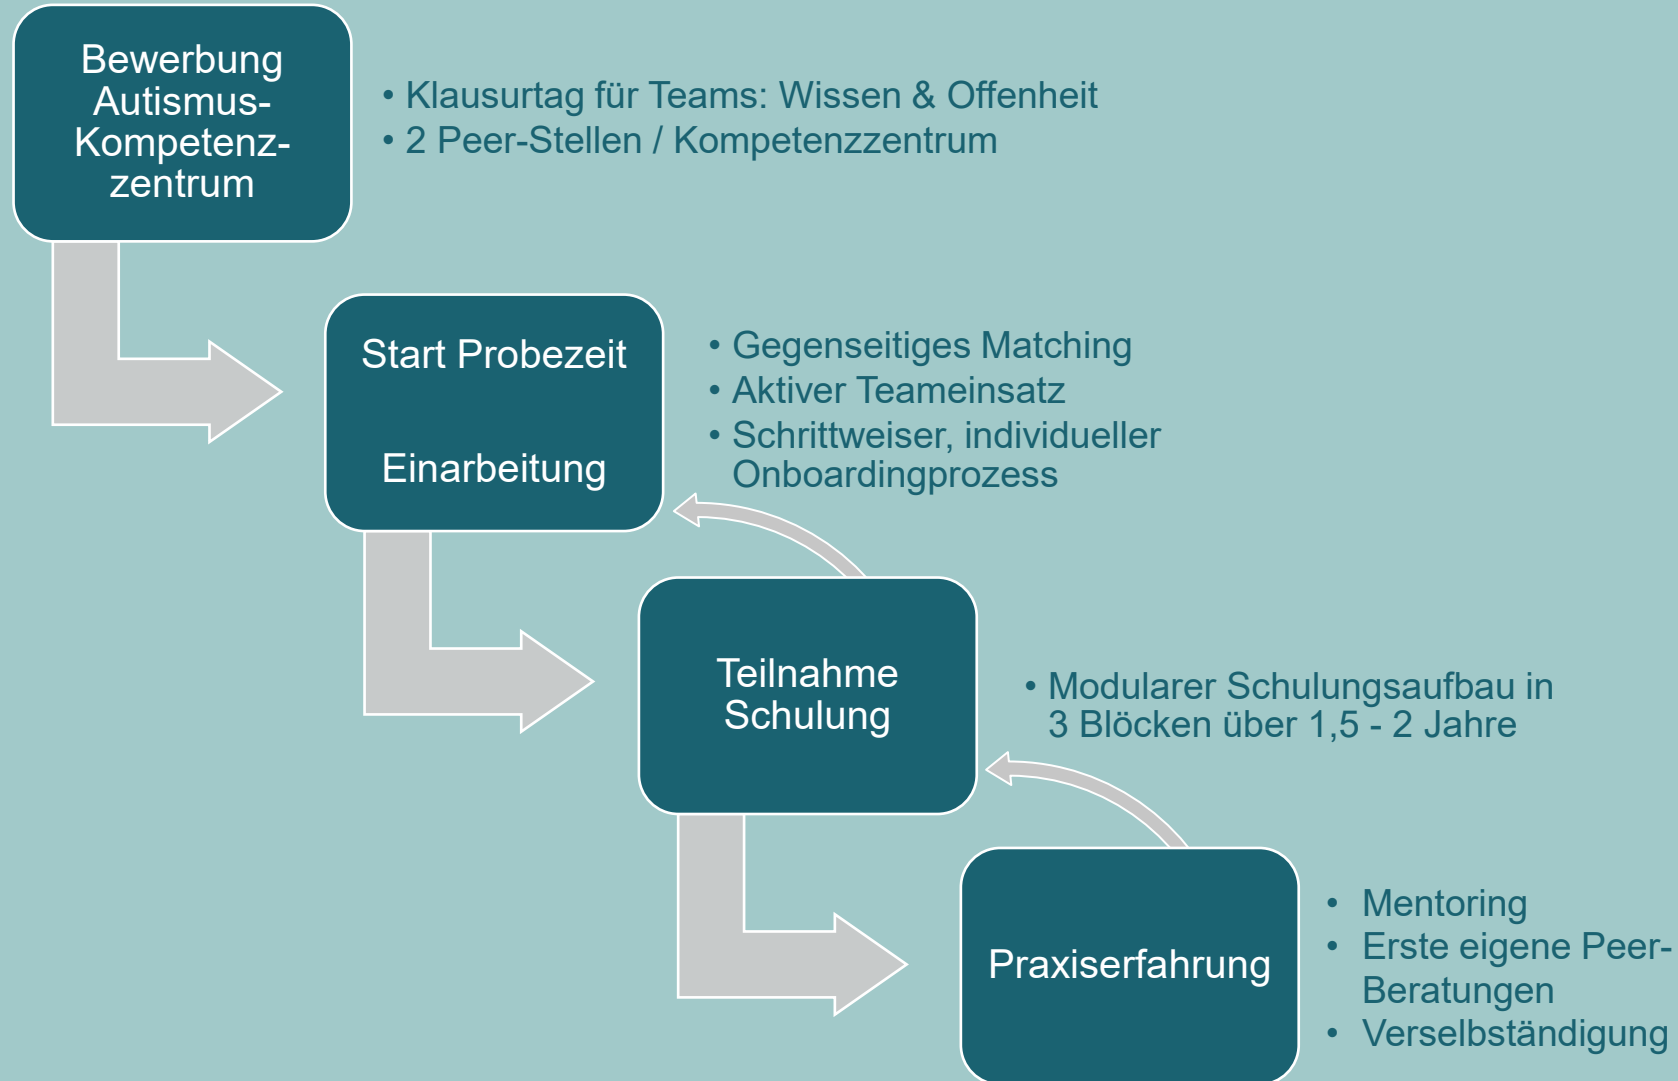 Bewerbung
Autismus-
Kompetenz-
zentrum
• Klausurtag für Teams: Wissen & Offenheit
• 2 Peer-Stellen / Kompetenzzentrum
Start Probezeit
Einarbeitung
• Gegenseitiges Matching
• Aktiver Teameinsatz
• Schrittweiser, individueller
Onboardingprozess
Teilnahme
Schulung
• Modularer Schulungsaufbau in
3 Blöcken über 1,5 - 2 Jahre
Praxiserfahrung
• Mentoring
• Erste eigene Peer-
Beratungen
• Verselbständigung